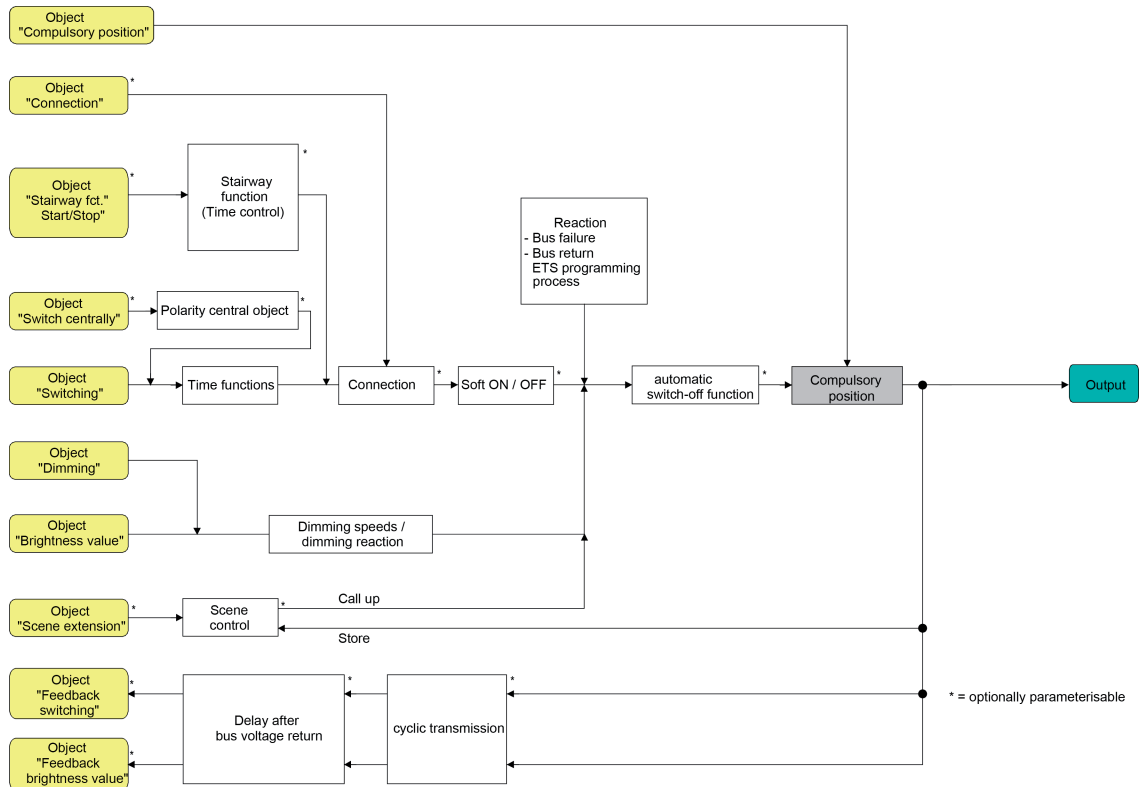 Object
"Compulsory position"
Object
"Connection"
*
Object
"Stairway fct."
Start/Stop"
*
Stairway
function
(Time control)
*
Reaction
- Bus failure
- Bus return
ETS programming
process
Object
"Switch centrally"
*
Polarity central object
*
Object
"Switching"
Time functions
Connection
*
Soft ON / OFF
*
automatic
switch-off function
*
Compulsory
position
Output
Object
"Dimming"
Object
"Brightness value"
Dimming speeds /
dimming reaction
Object
"Scene extension"
*
Scene
control
*
Call up
Store
Object
"Feedback
switching"
*
Delay after
bus voltage return
*
cyclic transmission
*
* = optionally parameterisable
Object
"Feedback
brightness value"
*
*
*